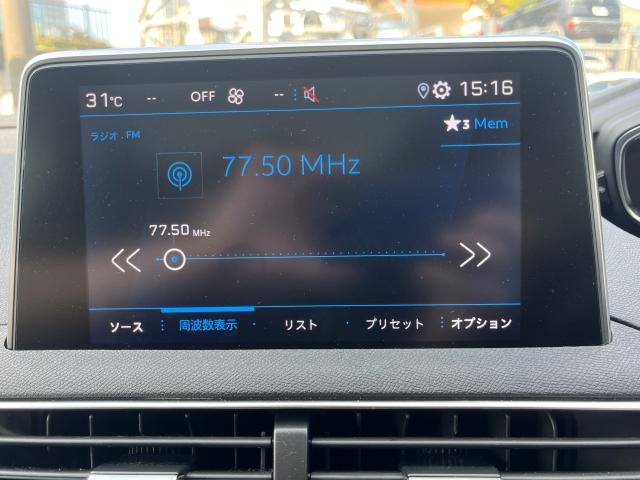 31°C -- OFF -- 15:16
ラジオ . FM
3 Mem
77.50 MHz
77.50 MHz
ソース 周波数表示 リスト プリセット オプション